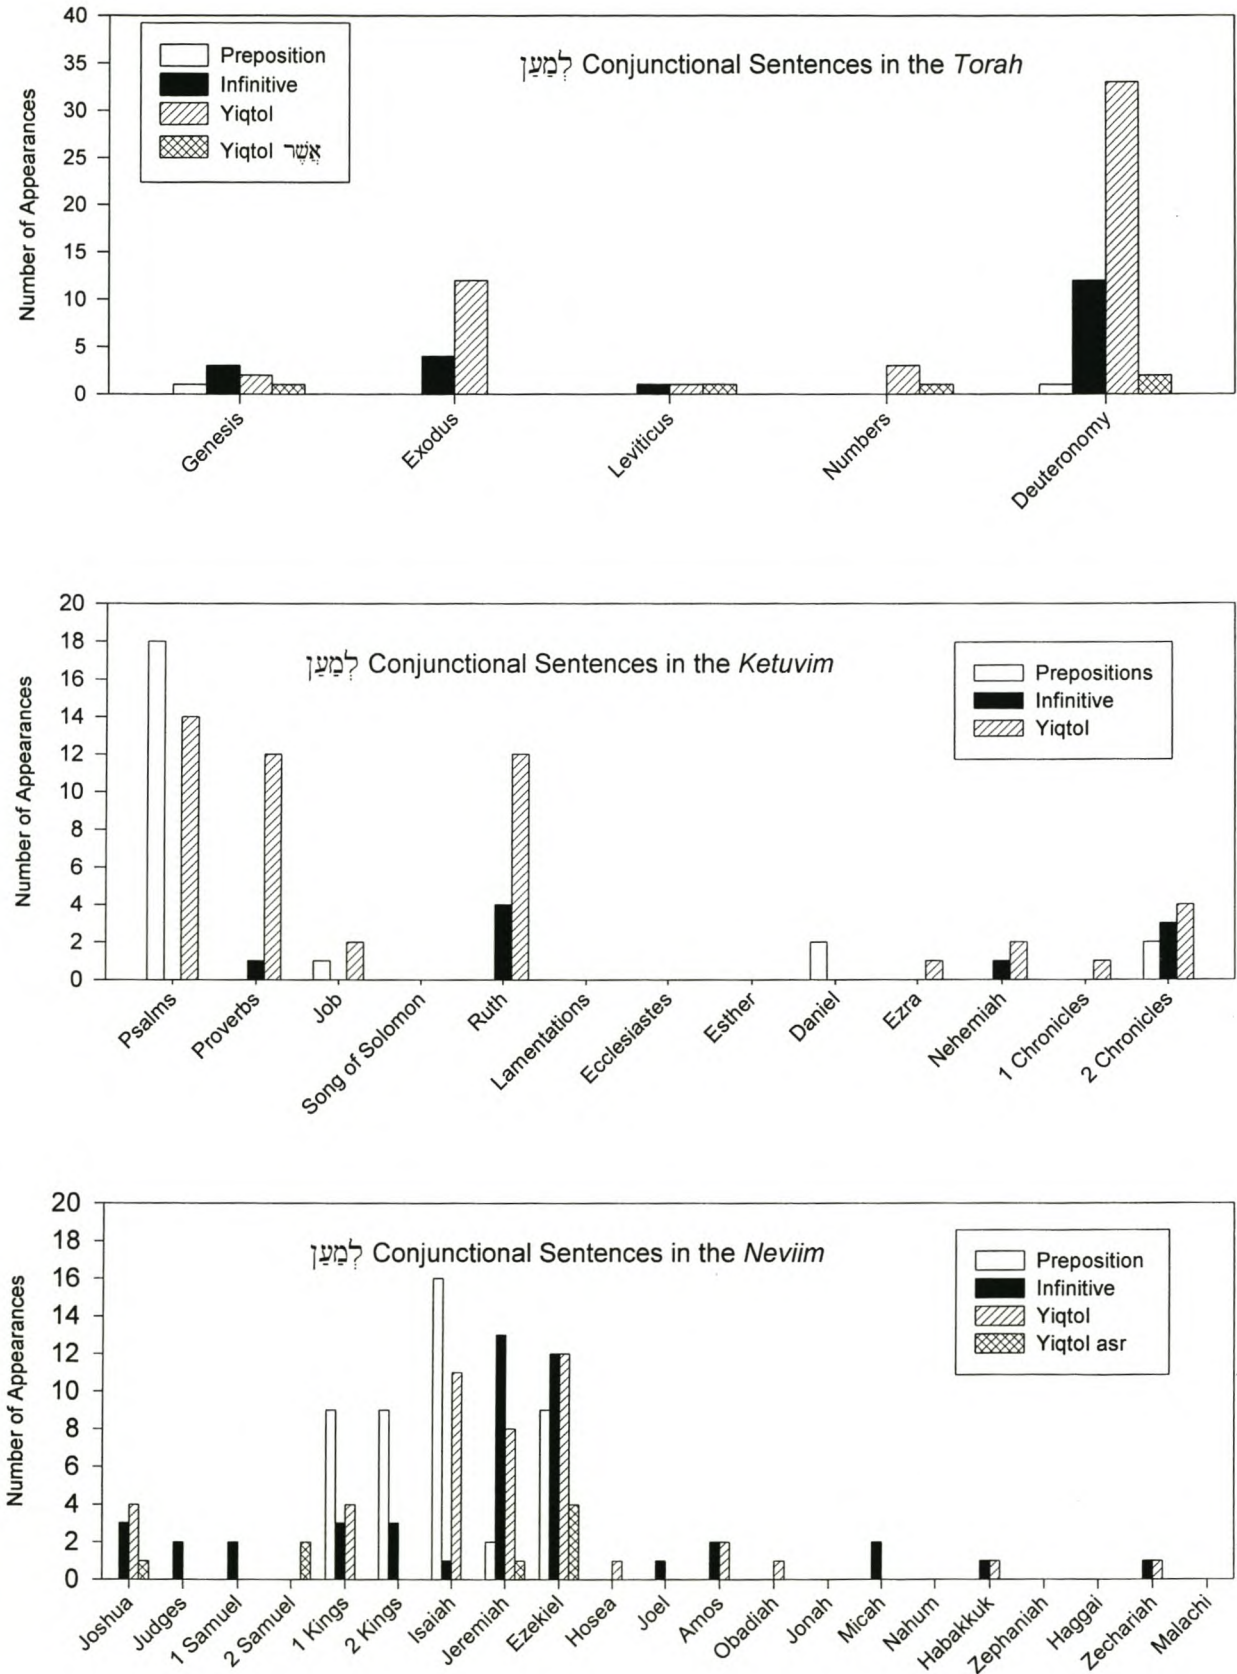 לְמַעַן Conjunctional Sentences in the Torah
Preposition
Infinitive
Yiqtol
Yiqtol אֲשֶׁר
Number of Appearances
40
35
30
25
20
15
10
5
0
Genesis
Exodus
Leviticus
Numbers
Deuteronomy
לְמַעַן Conjunctional Sentences in the Ketuvim
Prepositions
Infinitive
Yiqtol
Number of Appearances
20
18
16
14
12
10
8
6
4
2
0
Psalms
Proverbs
Job
Song of Solomon
Ruth
Lamentations
Ecclesiastes
Esther
Daniel
Ezra
Nehemiah
1 Chronicles
2 Chronicles
לְמַעַן Conjunctional Sentences in the Neviim
Preposition
Infinitive
Yiqtol
Yiqtol asr
Number of Appearances
20
18
16
14
12
10
8
6
4
2
0
Joshua
Judges
1 Samuel
2 Samuel
1 Kings
2 Kings
Isaiah
Jeremiah
Ezekiel
Hosea
Joel
Amos
Obadiah
Jonah
Micah
Nahum
Habakkuk
Zephaniah
Haggai
Zechariah
Malachi